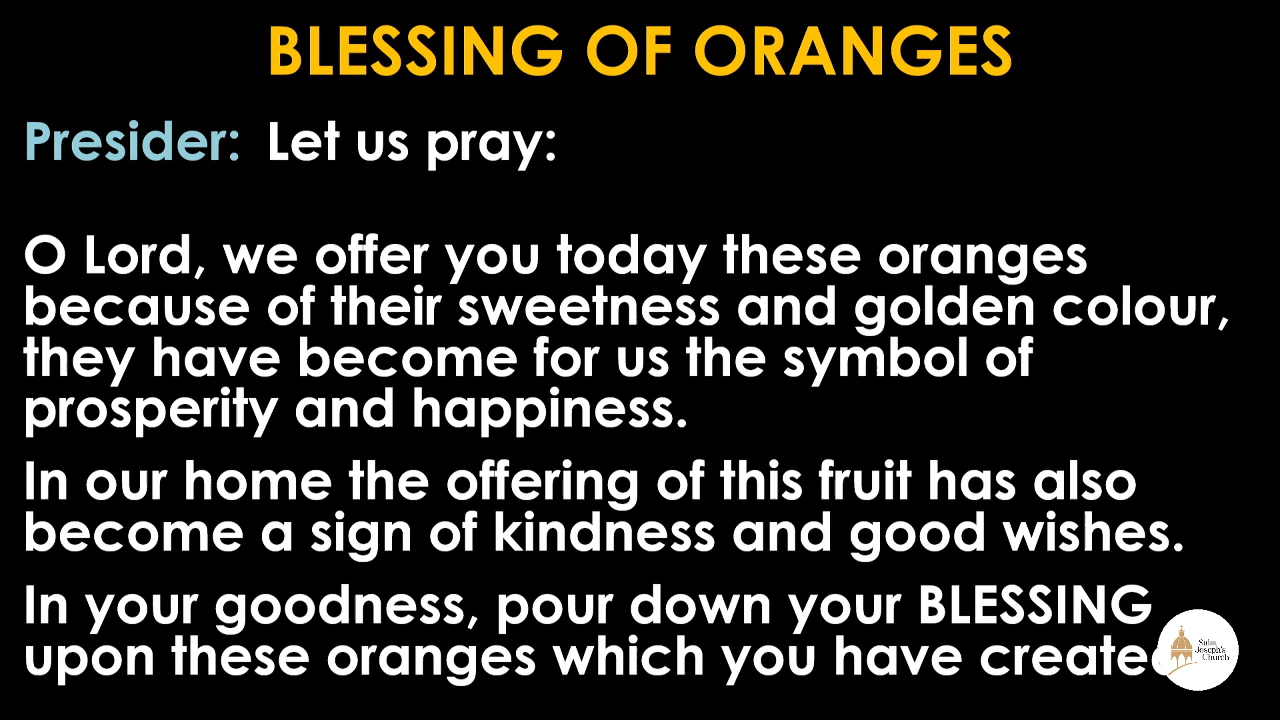 BLESSING OF ORANGES
Presider: Let us pray:
O Lord, we offer you today these oranges
because of their sweetness and golden colour,
they have become for us the symbol of
prosperity and happiness.
In our home the offering of this fruit has also
become a sign of kindness and good wishes.
In your goodness, pour down your BLESSING
upon these oranges which you have create
Saint
Joseph's
Church